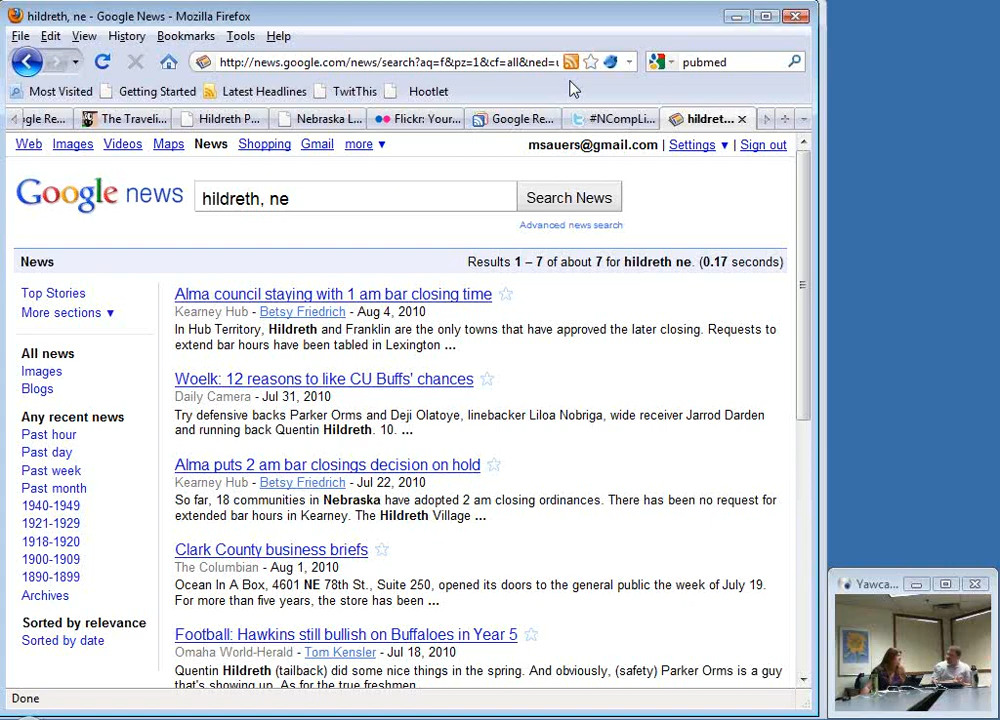 hildreth, ne - Google News - Mozilla Firefox
File Edit View History Bookmarks Tools Help
http://news.google.com/news/search?aq=f&pz=1&cf=all&ned=u
pubmed
Most Visited Getting Started Latest Headlines TwitThis Hootlet
gle Re... The Traveli... Hildreth P... Nebraska L... Flickr: Your... Google Re... #NCompLi... hildret...
Web Images Videos Maps News Shopping Gmail more ▼
msauers@gmail.com | Settings ▼ | Sign out
Google news
hildreth, ne
Search News
Advanced news search
News
Results 1 – 7 of about 7 for hildreth ne. (0.17 seconds)
Top Stories
More sections ▼
All news
Images
Blogs
Any recent news
Past hour
Past day
Past week
Past month
1940-1949
1921-1929
1918-1920
1900-1909
1890-1899
Archives
Sorted by relevance
Sorted by date
Alma council staying with 1 am bar closing time
Kearney Hub - Betsy Friedrich - Aug 4, 2010
In Hub Territory, Hildreth and Franklin are the only towns that have approved the later closing. Requests to
extend bar hours have been tabled in Lexington ...
Woelk: 12 reasons to like CU Buffs' chances
Daily Camera - Jul 31, 2010
Try defensive backs Parker Orms and Deji Olatoye, linebacker Liloa Nobriga, wide receiver Jarrod Darden
and running back Quentin Hildreth. 10. ...
Alma puts 2 am bar closings decision on hold
Kearney Hub - Betsy Friedrich - Jul 22, 2010
So far, 18 communities in Nebraska have adopted 2 am closing ordinances. There has been no request for
extended bar hours in Kearney. The Hildreth Village ...
Clark County business briefs
The Columbian - Aug 1, 2010
Ocean In A Box, 4601 NE 78th St., Suite 250, opened its doors to the general public the week of July 19.
For more than five years, the store has been ...
Football: Hawkins still bullish on Buffaloes in Year 5
Omaha World-Herald - Tom Kensler - Jul 18, 2010
Quentin Hildreth (tailback) did some nice things in the spring. And obviously, (safety) Parker Orms is a guy
that's showing up. As for the true freshmen,
Done
Yawca...